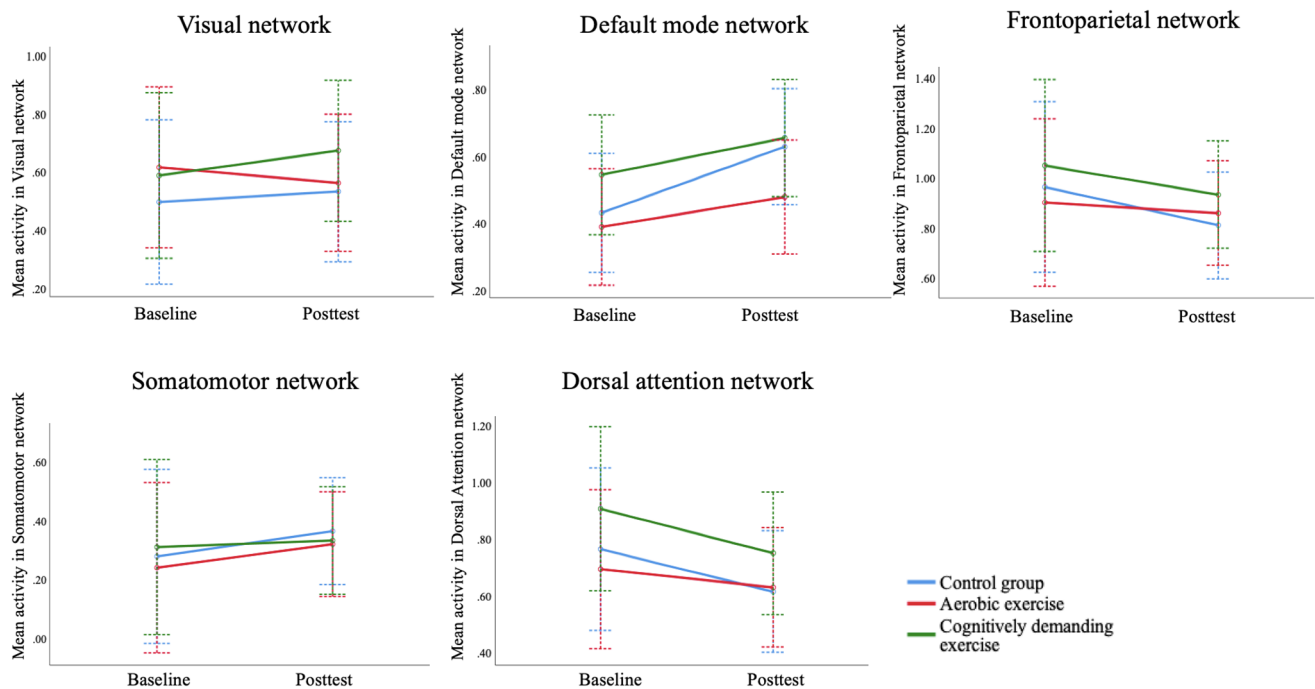 Visual network
Mean activity in Visual network
1.00
.80
.60
.40
.20
Baseline
Posttest
Default mode network
Mean activity in Default mode network
.80
.60
.40
.20
Baseline
Posttest
Frontoparietal network
Mean activity in Frontoparietal network
1.40
1.20
1.00
.80
.60
Baseline
Posttest
Somatomotor network
Mean activity in Somatomotor network
.60
.40
.20
.00
Baseline
Posttest
Dorsal attention network
Mean activity in Dorsal Attention network
1.20
1.00
.80
.60
.40
Baseline
Posttest
Control group
Aerobic exercise
Cognitively demanding
exercise